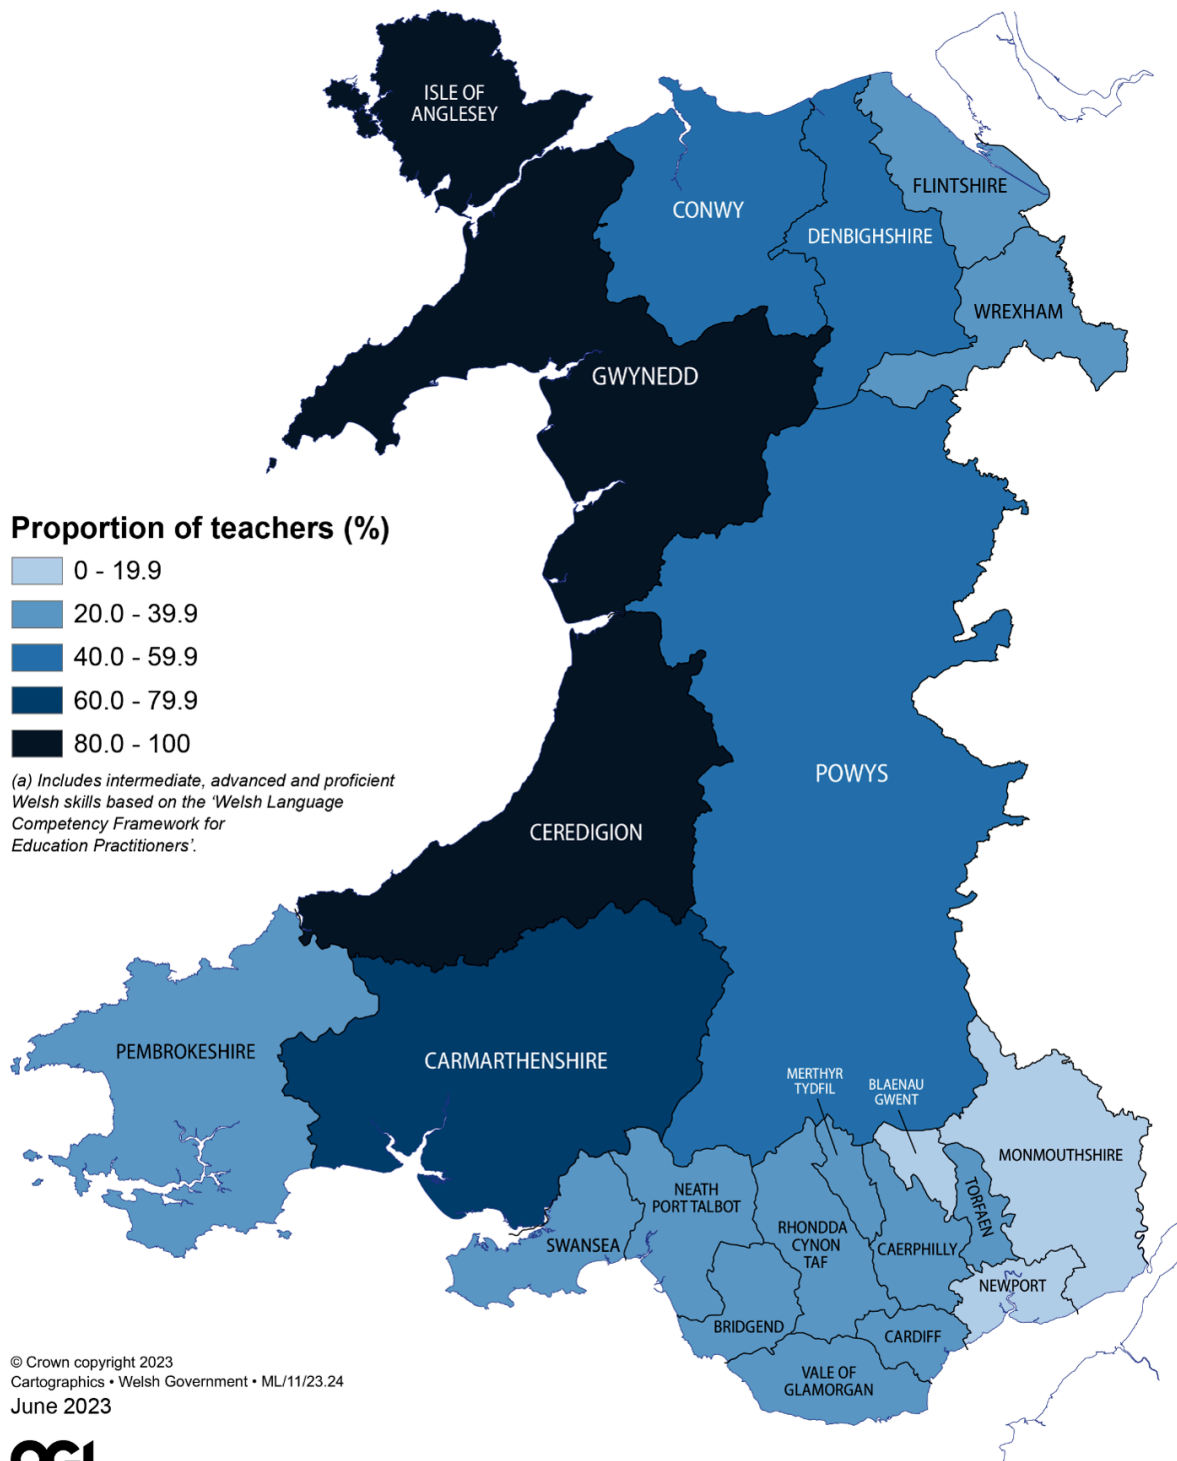 ISLE OF
ANGLESEY
CONWY
FLINTSHIRE
DENBIGHSHIRE
WREXHAM
GWYNEDD
Proportion of teachers (%)
0 - 19.9
20.0 - 39.9
40.0 - 59.9
60.0 - 79.9
80.0 - 100
(a) Includes intermediate, advanced and proficient
Welsh skills based on the ‘Welsh Language
Competency Framework for
Education Practitioners’.
POWYS
CEREDIGION
PEMBROKESHIRE
CARMARTHENSHIRE
MERTHYR
TYDFIL
BLAENAU
GWENT
MONMOUTHSHIRE
NEATH
PORT TALBOT
TORFAEN
SWANSEA
RHONDDA
CYNON
TAF
CAERPHILLY
NEWPORT
BRIDGEND
CARDIFF
VALE OF
GLAMORGAN
© Crown copyright 2023
Cartographics • Welsh Government • ML/11/23.24
June 2023